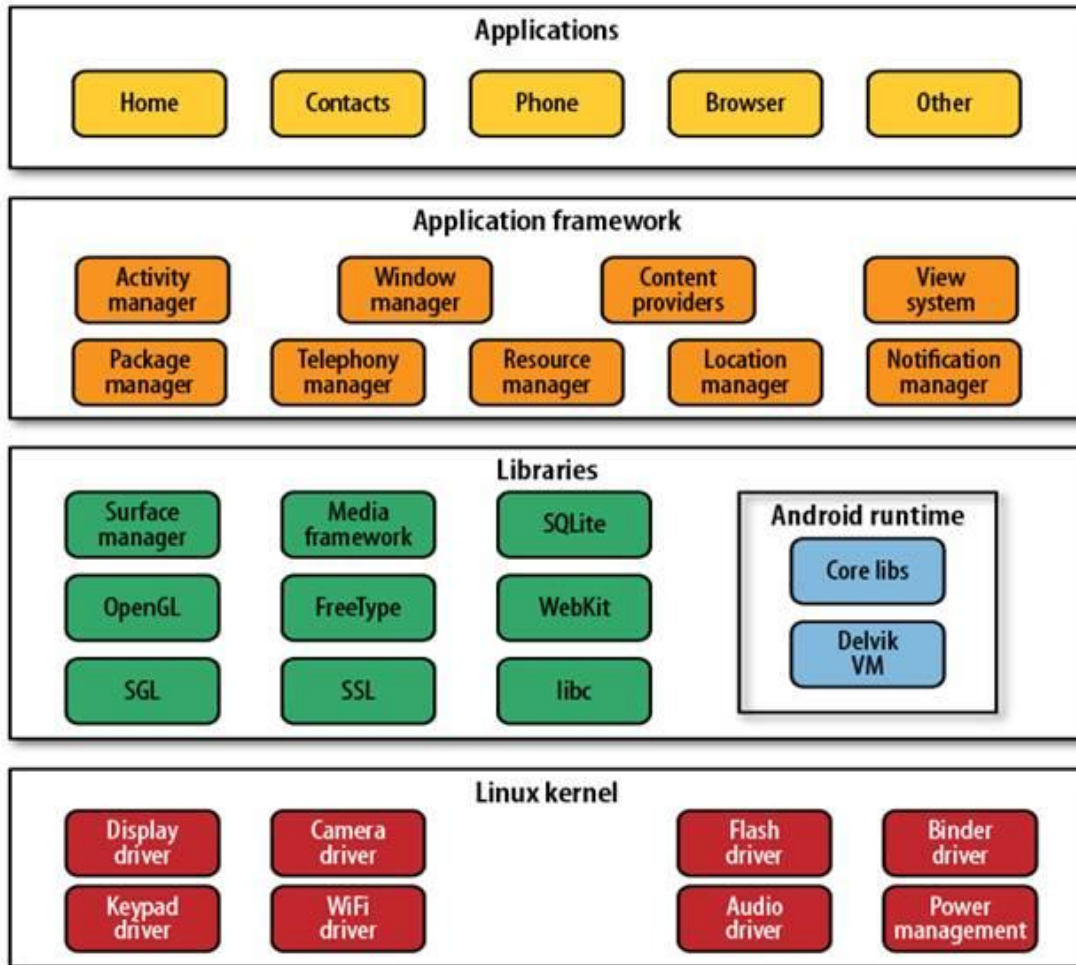 Applications
Home
Contacts
Phone
Browser
Other
Application framework
Activity
manager
Window
manager
Content
providers
View
system
Package
manager
Telephony
manager
Resource
manager
Location
manager
Notification
manager
Libraries
Surface
manager
Media
framework
SQLite
OpenGL
FreeType
WebKit
SGL
SSL
libc
Android runtime
Core libs
Delvik
VM
Linux kernel
Display
driver
Camera
driver
Flash
driver
Binder
driver
Keypad
driver
WiFi
driver
Audio
driver
Power
management